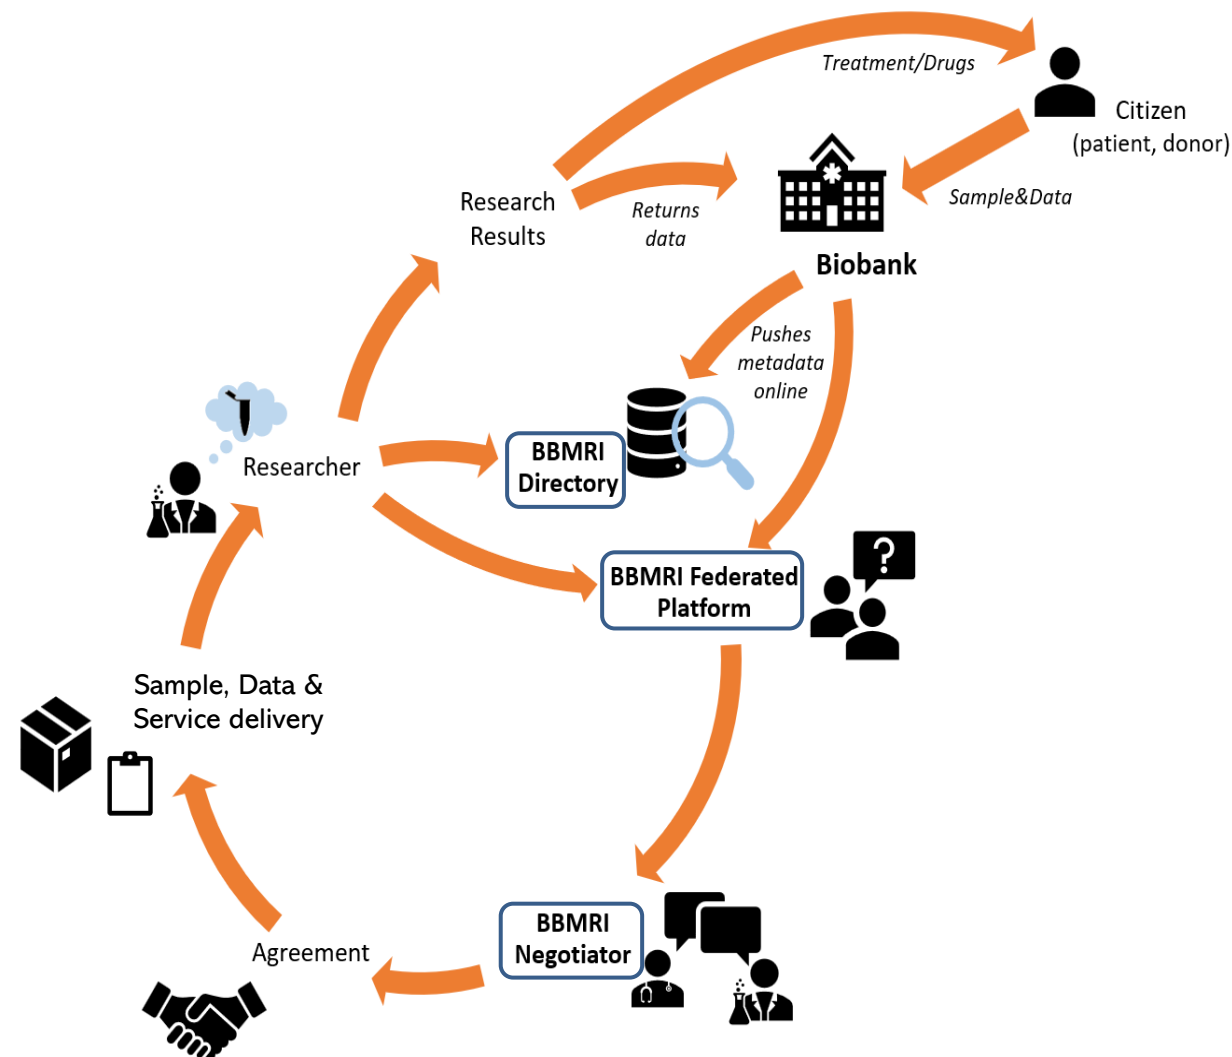 Treatment/Drugs
Citizen
(patient, donor)
Sample&Data
Research
Results
Returns
data
Biobank
Pushes
metadata
online
Researcher
BBMRI
Directory
?
BBMRI Federated
Platform
Sample, Data &
Service delivery
BBMRI
Negotiator
Agreement